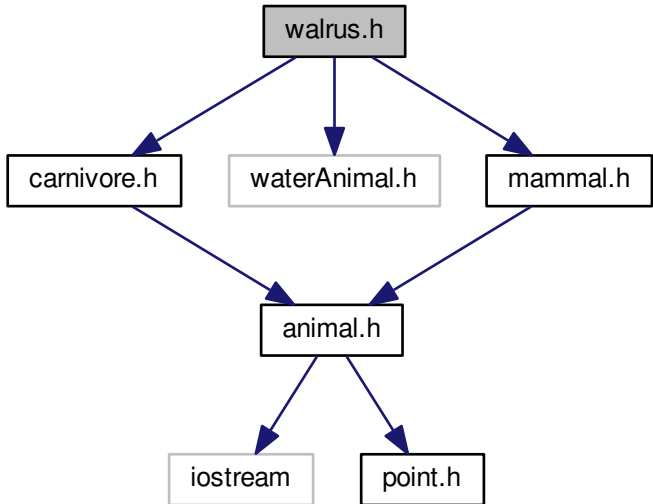 walrus.h
carnivore.h
waterAnimal.h
mammal.h
animal.h
iostream
point.h